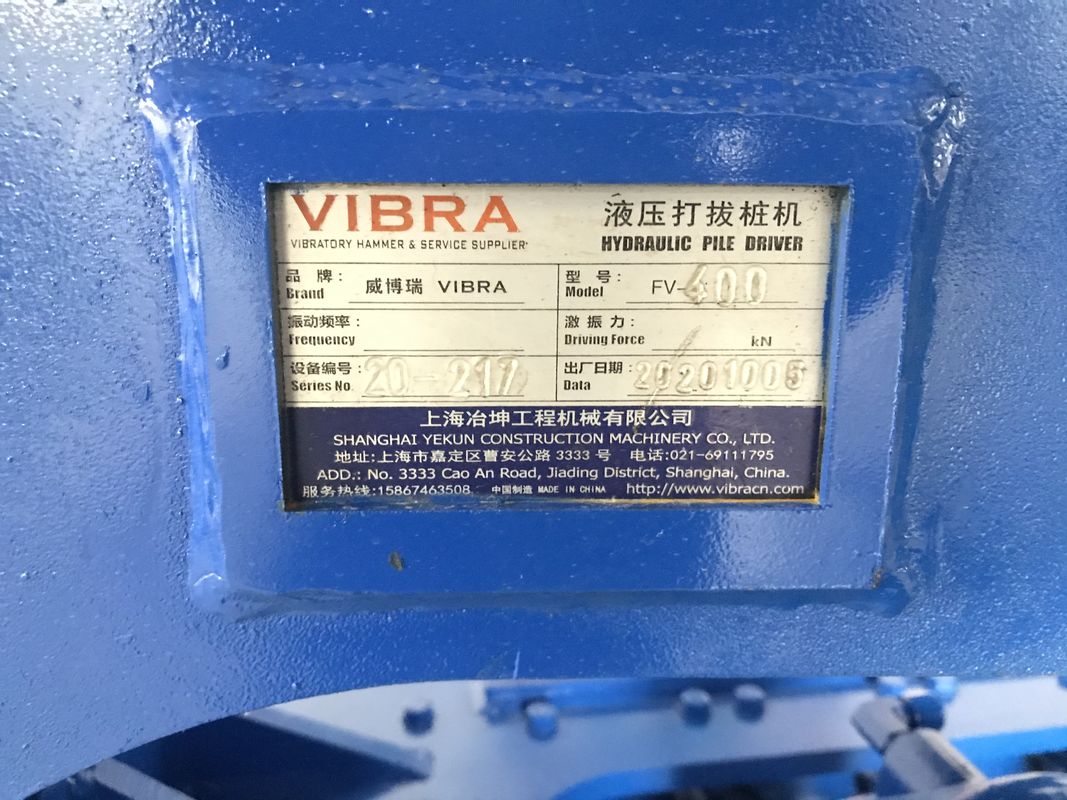 VIBRA
VIBRATORY HAMMER & SERVICE SUPPLIER
液压打拔桩机
HYDRAULIC PILE DRIVER
品牌: 威博瑞 VIBRA
Brand
型号: FV-400
Model
振动频率:
Frequency
激振力:
Driving Force kN
设备编号: 20-217
Series No.
出厂日期: 20201005
Data
上海冶坤工程机械有限公司
SHANGHAI YEKUN CONSTRUCTION MACHINERY CO., LTD.
地址:上海市嘉定区曹安公路 3333 号 电话:021-69111795
ADD.: No. 3333 Cao An Road, Jiading District, Shanghai, China.
服务热线:15867463508 中国制造 MADE IN CHINA http://www.vibracn.com